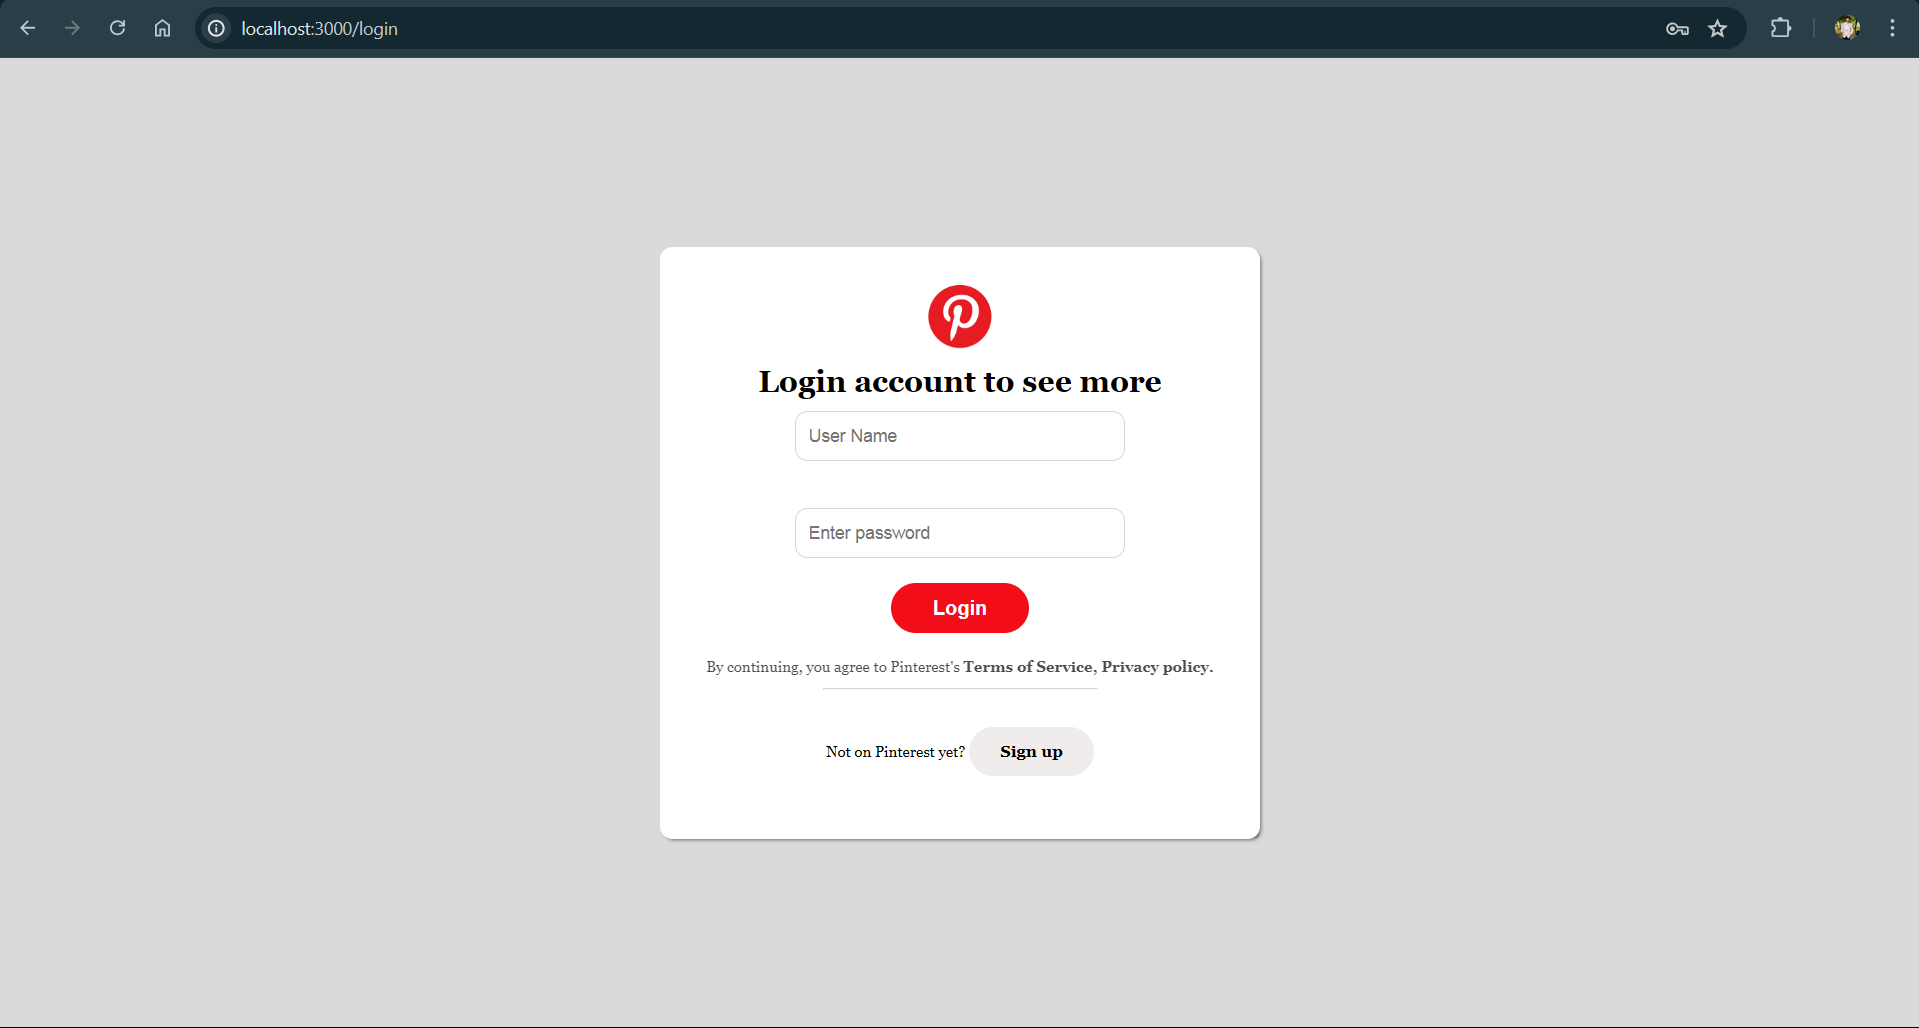 localhost:3000/login
Login account to see more
User Name
Enter password
Login
By continuing, you agree to Pinterest's Terms of Service, Privacy policy.
Not on Pinterest yet? Sign up